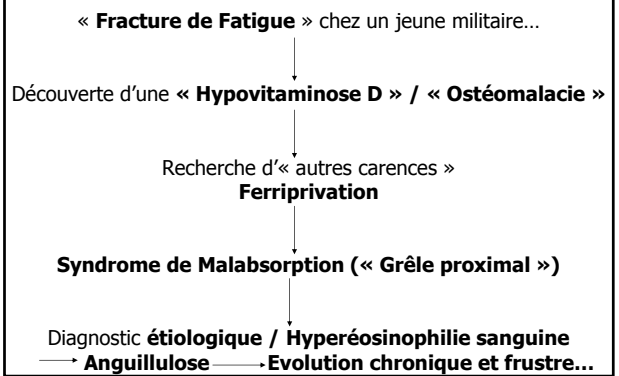 « Fracture de Fatigue » chez un jeune militaire…
Découverte d’une « Hypovitaminose D » / « Ostéomalacie »
Recherche d’« autres carences »
Ferriprivation
Syndrome de Malabsorption (« Grêle proximal »)
Diagnostic étiologique / Hyperéosinophilie sanguine
Anguillulose Evolution chronique et frustre…